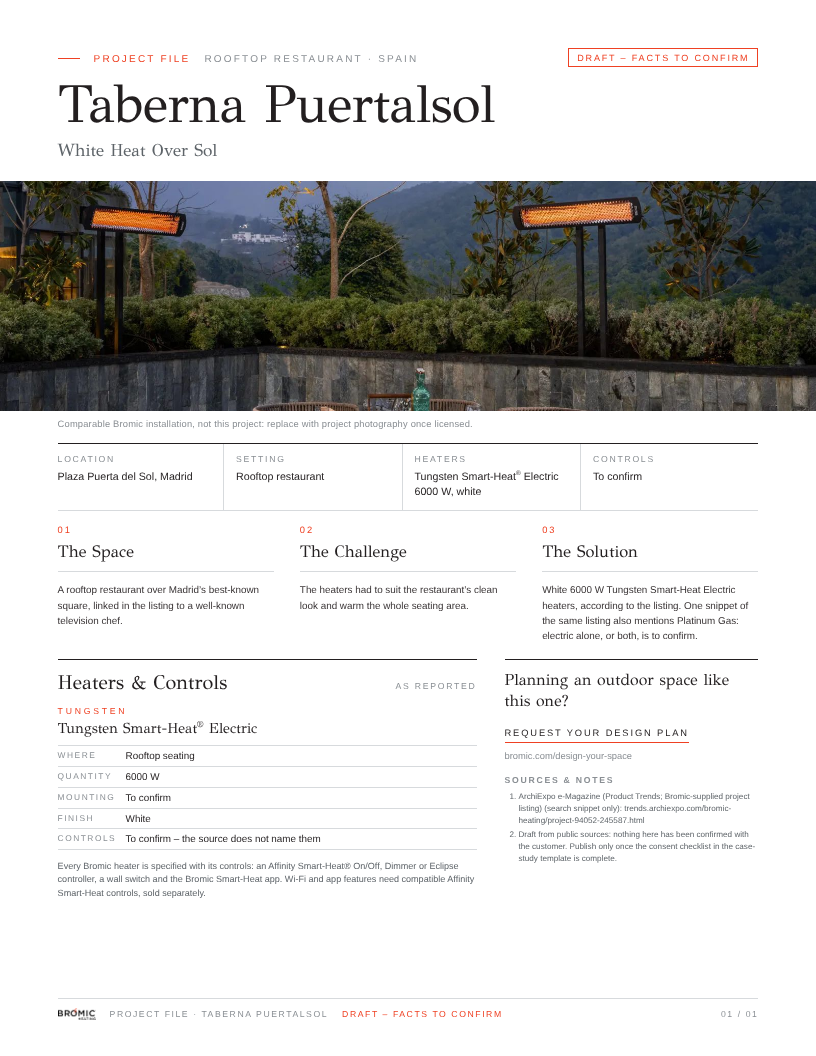 PROJECT FILE ROOFTOP RESTAURANT · SPAIN
DRAFT – FACTS TO CONFIRM
Taberna Puertalsol
White Heat Over Sol
Comparable Bromic installation, not this project: replace with project photography once licensed.
LOCATION
Plaza Puerta del Sol, Madrid
SETTING
Rooftop restaurant
HEATERS
Tungsten Smart-Heat® Electric
6000 W, white
CONTROLS
To confirm
01
The Space
A rooftop restaurant over Madrid's best-known
square, linked in the listing to a well-known
television chef.
02
The Challenge
The heaters had to suit the restaurant's clean
look and warm the whole seating area.
03
The Solution
White 6000 W Tungsten Smart-Heat Electric
heaters, according to the listing. One snippet of
the same listing also mentions Platinum Gas:
electric alone, or both, is to confirm.
Heaters & Controls
AS REPORTED
TUNGSTEN
Tungsten Smart-Heat® Electric
WHERE Rooftop seating
QUANTITY 6000 W
MOUNTING To confirm
FINISH White
CONTROLS To confirm – the source does not name them
Every Bromic heater is specified with its controls: an Affinity Smart-Heat® On/Off, Dimmer or Eclipse
controller, a wall switch and the Bromic Smart-Heat app. Wi-Fi and app features need compatible Affinity
Smart-Heat controls, sold separately.
Planning an outdoor space like
this one?
REQUEST YOUR DESIGN PLAN
bromic.com/design-your-space
SOURCES & NOTES
1. ArchiExpo e-Magazine (Product Trends; Bromic-supplied project
listing) (search snippet only): trends.archiexpo.com/bromic-
heating/project-94052-245587.html
2. Draft from public sources: nothing here has been confirmed with
the customer. Publish only once the consent checklist in the case-
study template is complete.
BROMIC
HEATING
PROJECT FILE · TABERNA PUERTALSOL DRAFT – FACTS TO CONFIRM
01 / 01